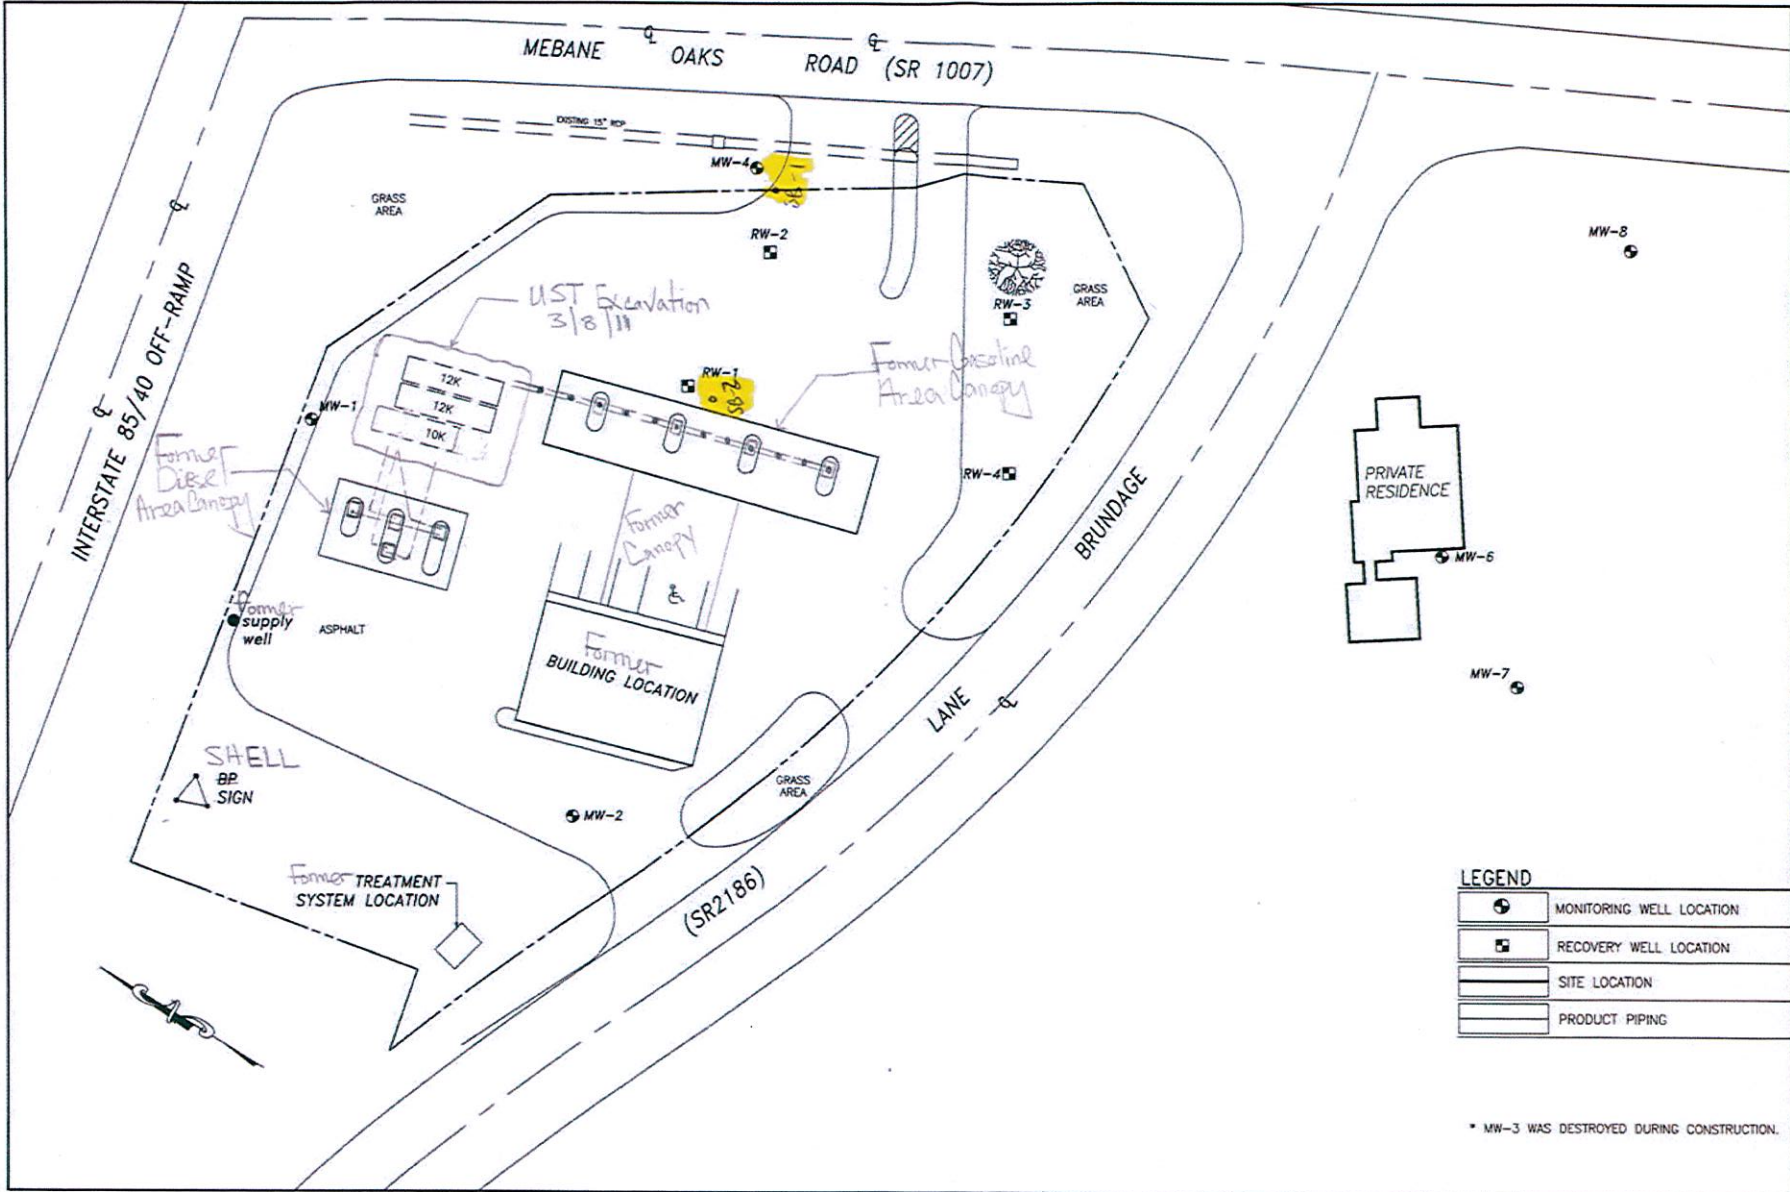 MEBANE OAKS ROAD (SR 1007)
EXISTING 15" RCP
MW-4
SB-1
GRASS
AREA
RW-2
MW-8
INTERSTATE 85/40 OFF-RAMP
UST Excavation
3/8/11
RW-3
GRASS
AREA
Former Gasoline
Area Canopy
RW-1
SB-2
12K
12K
10K
MW-1
Former
Diesel
Area Canopy
RW-4
PRIVATE
RESIDENCE
BRUNDAGE
Former
Canopy
MW-6
Former
supply
well
ASPHALT
Former
BUILDING LOCATION
MW-7
LANE
SHELL
BP
SIGN
GRASS
AREA
MW-2
Former TREATMENT
SYSTEM LOCATION
(SR2186)
LEGEND
MONITORING WELL LOCATION
RECOVERY WELL LOCATION
SITE LOCATION
PRODUCT PIPING
* MW-3 WAS DESTROYED DURING CONSTRUCTION.